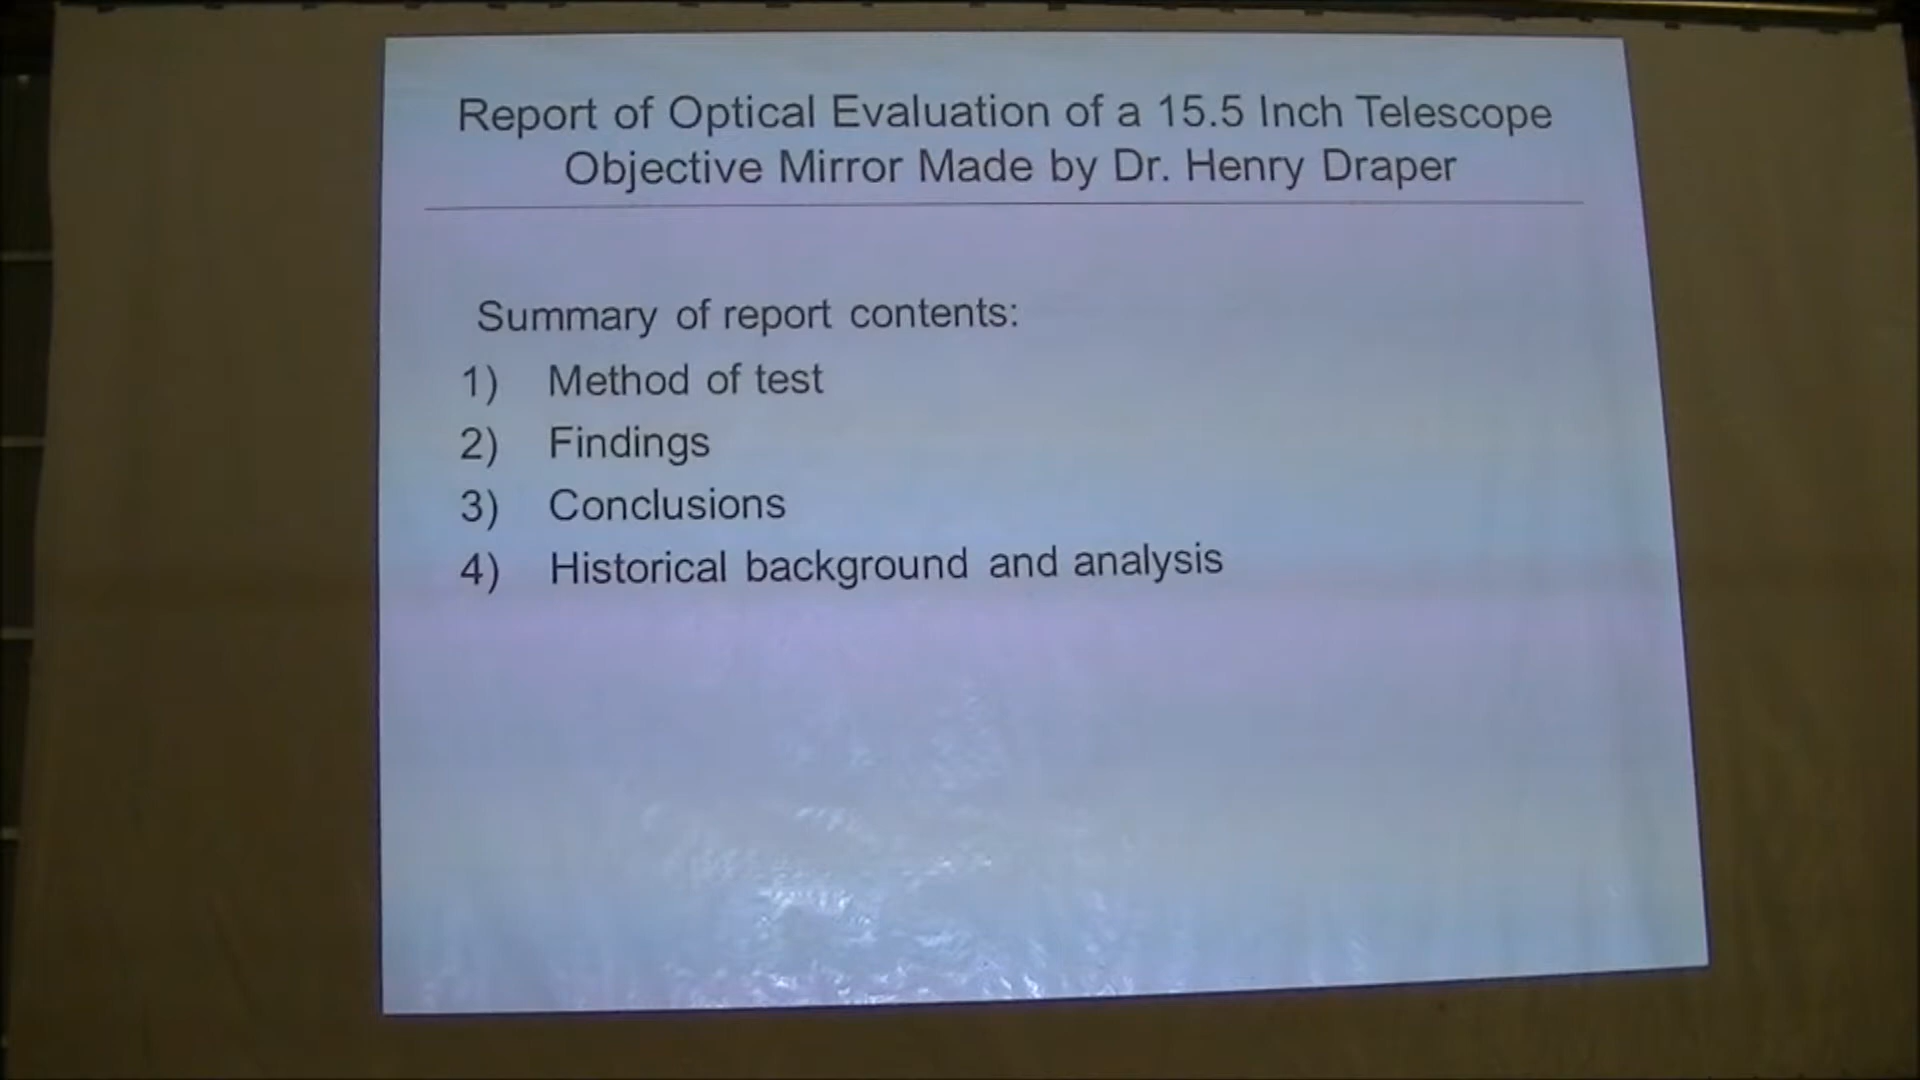 Report of Optical Evaluation of a 15.5 Inch Telescope
Objective Mirror Made by Dr. Henry Draper
Summary of report contents:
1) Method of test
2) Findings
3) Conclusions
4) Historical background and analysis